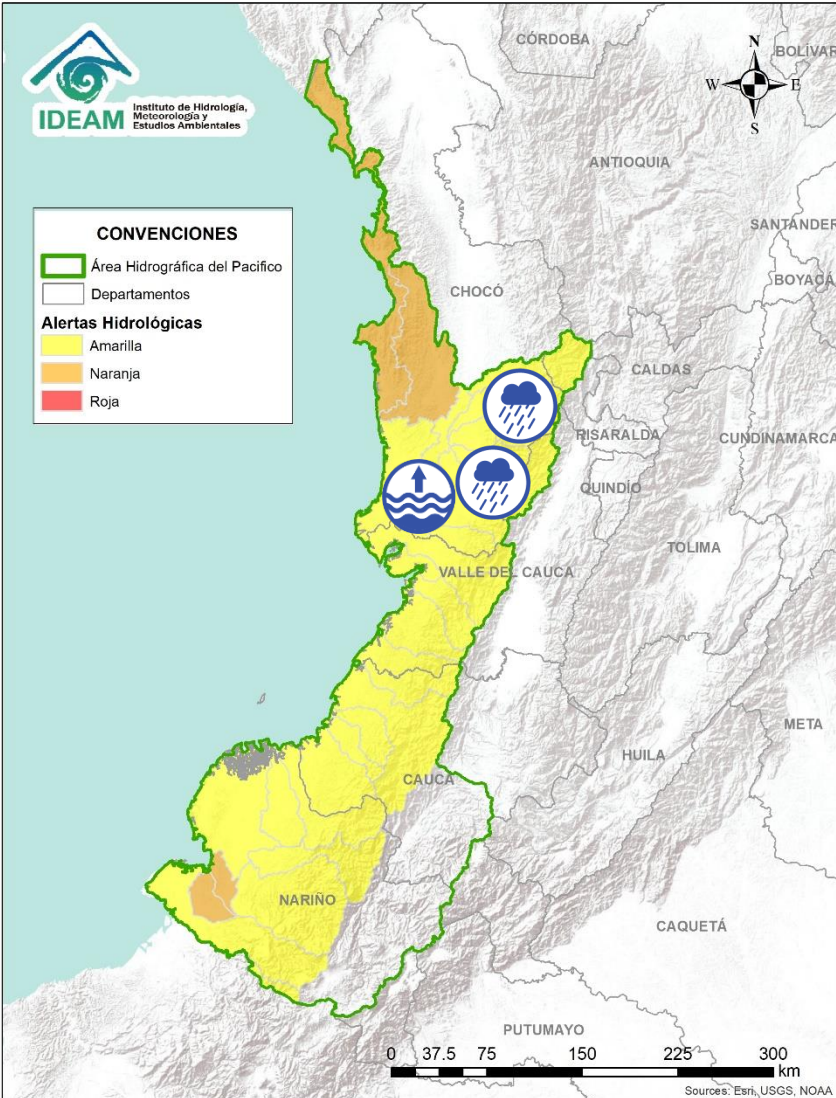 IDEAM
Instituto de Hidrología,
Meteorología y
Estudios Ambientales
CONVENCIONES
Área Hidrográfica del Pacifico
Departamentos
Alertas Hidrológicas
Amarilla
Naranja
Roja
N
W
E
S
CÓRDOBA
BOLÍVAR
ANTIOQUIA
SANTANDER
BOYACÁ
CHOCÓ
CALDAS
RISARALDA
CUNDINAMARCA
QUINDÍO
TOLIMA
VALLE DEL CAUCA
META
HUILA
CAUCA
NARIÑO
CAQUETÁ
PUTUMAYO
0 37.5 75 150 225 300
km
Sources: Esri, USGS, NOAA